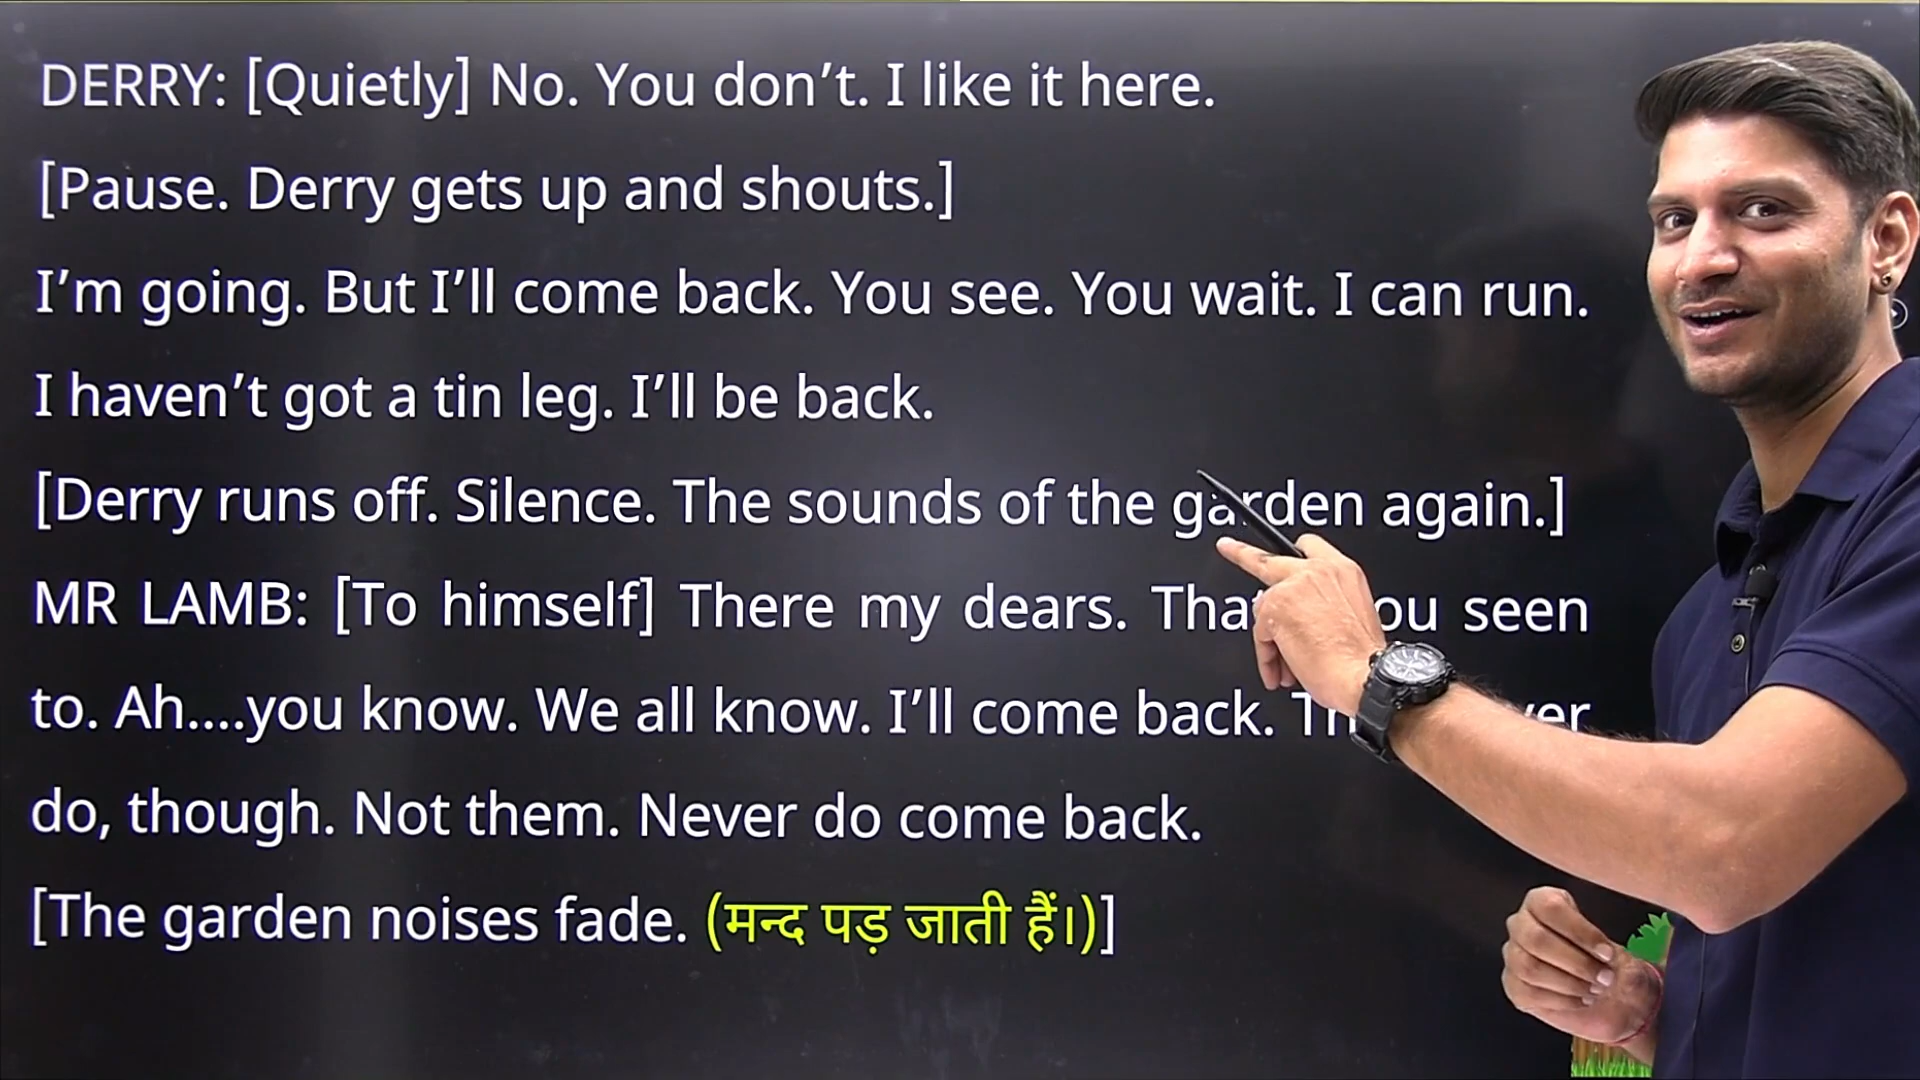 DERRY: [Quietly] No. You don’t. I like it here.
[Pause. Derry gets up and shouts.]
I’m going. But I’ll come back. You see. You wait. I can run.
I haven’t got a tin leg. I’ll be back.
[Derry runs off. Silence. The sounds of the garden again.]
MR LAMB: [To himself] There my dears. seen
to. Ah....you know. We all know. I’ll come back.
do, though. Not them. Never do come back.
[The garden noises fade. (मन्द पड़ जाती हैं।)]